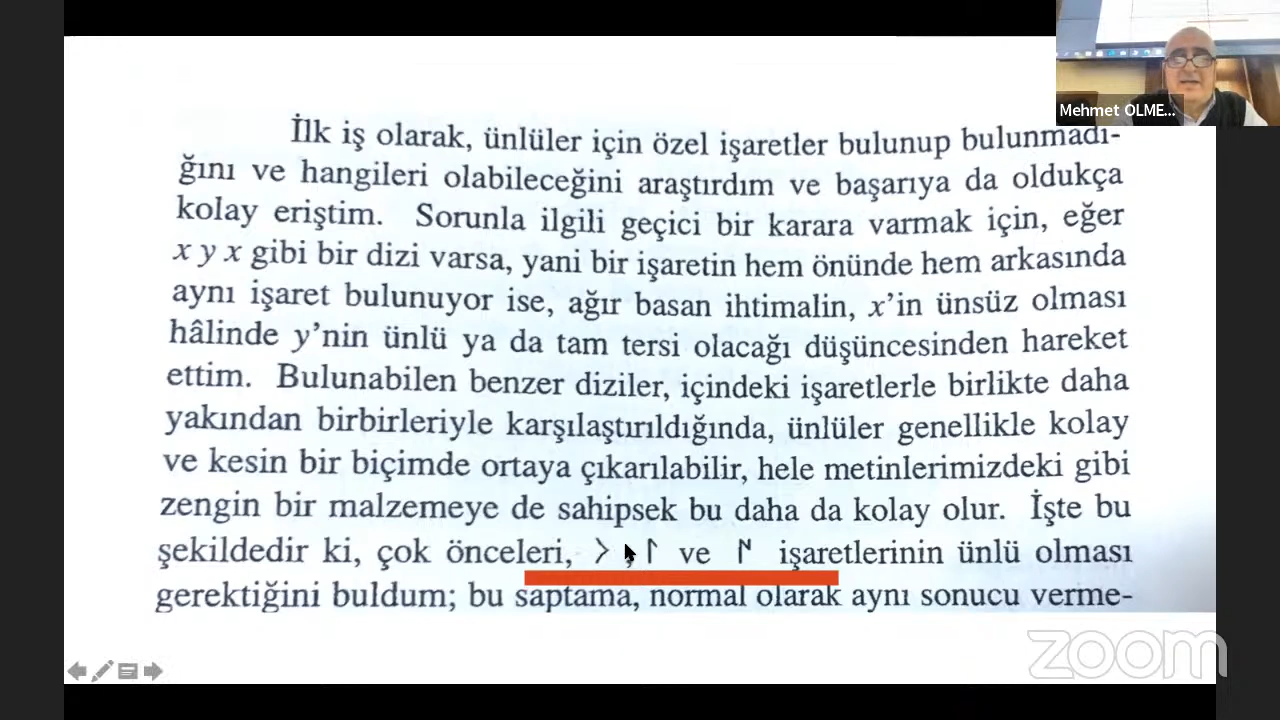 Mehmet OLME...
İlk iş olarak, ünlüler için özel işaretler bulunup bulunmadı-
ğını ve hangileri olabileceğini araştırdım ve başarıya da oldukça
kolay eriştim. Sorunla ilgili geçici bir karara varmak için, eğer
x y x gibi bir dizi varsa, yani bir işaretin hem önünde hem arkasında
aynı işaret bulunuyor ise, ağır basan ihtimalin, x’in ünsüz olması
hâlinde y’nin ünlü ya da tam tersi olacağı düşüncesinden hareket
ettim. Bulunabilen benzer diziler, içindeki işaretlerle birlikte daha
yakından birbirleriyle karşılaştırıldığında, ünlüler genellikle kolay
ve kesin bir biçimde ortaya çıkarılabilir, hele metinlerimizdeki gibi
zengin bir malzemeye de sahipsek bu daha da kolay olur. İşte bu
şekildedir ki, çok önceleri, 𐰆 , 𐰃 ve 𐰇 işaretlerinin ünlü olması
gerektiğini buldum; bu saptama, normal olarak aynı sonucu verme-
zoom